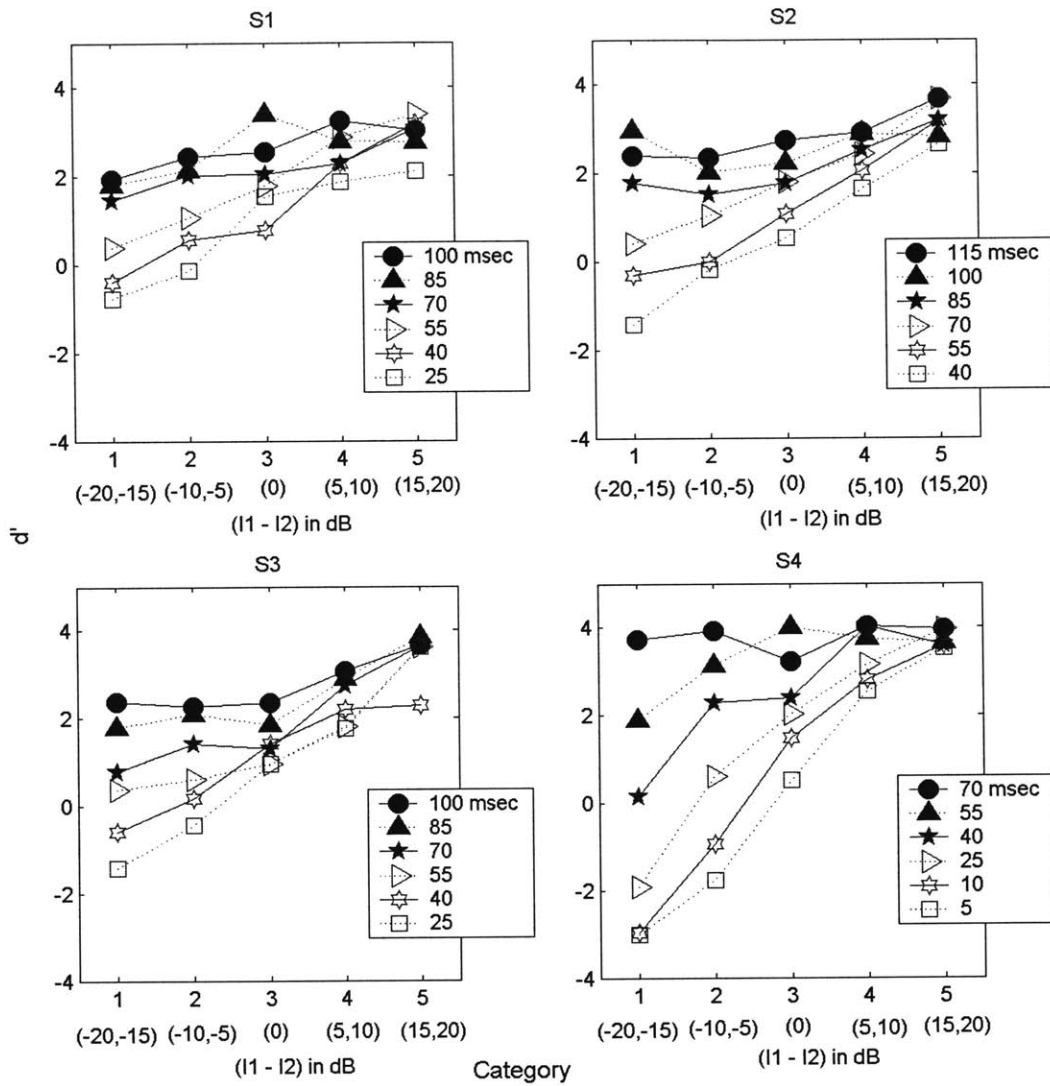 S1
4
2
0
-2
-4
100 msec
85
70
55
40
25
1 2 3 4 5
(-20,-15) (-10,-5) (0) (5,10) (15,20)
(I1 - I2) in dB
S2
4
2
0
-2
-4
115 msec
100
85
70
55
40
1 2 3 4 5
(-20,-15) (-10,-5) (0) (5,10) (15,20)
(I1 - I2) in dB
d'
S3
4
2
0
-2
-4
100 msec
85
70
55
40
25
1 2 3 4 5
(-20,-15) (-10,-5) (0) (5,10) (15,20)
(I1 - I2) in dB
S4
4
2
0
-2
-4
70 msec
55
40
25
10
5
1 2 3 4 5
(-20,-15) (-10,-5) (0) (5,10) (15,20)
(I1 - I2) in dB
Category